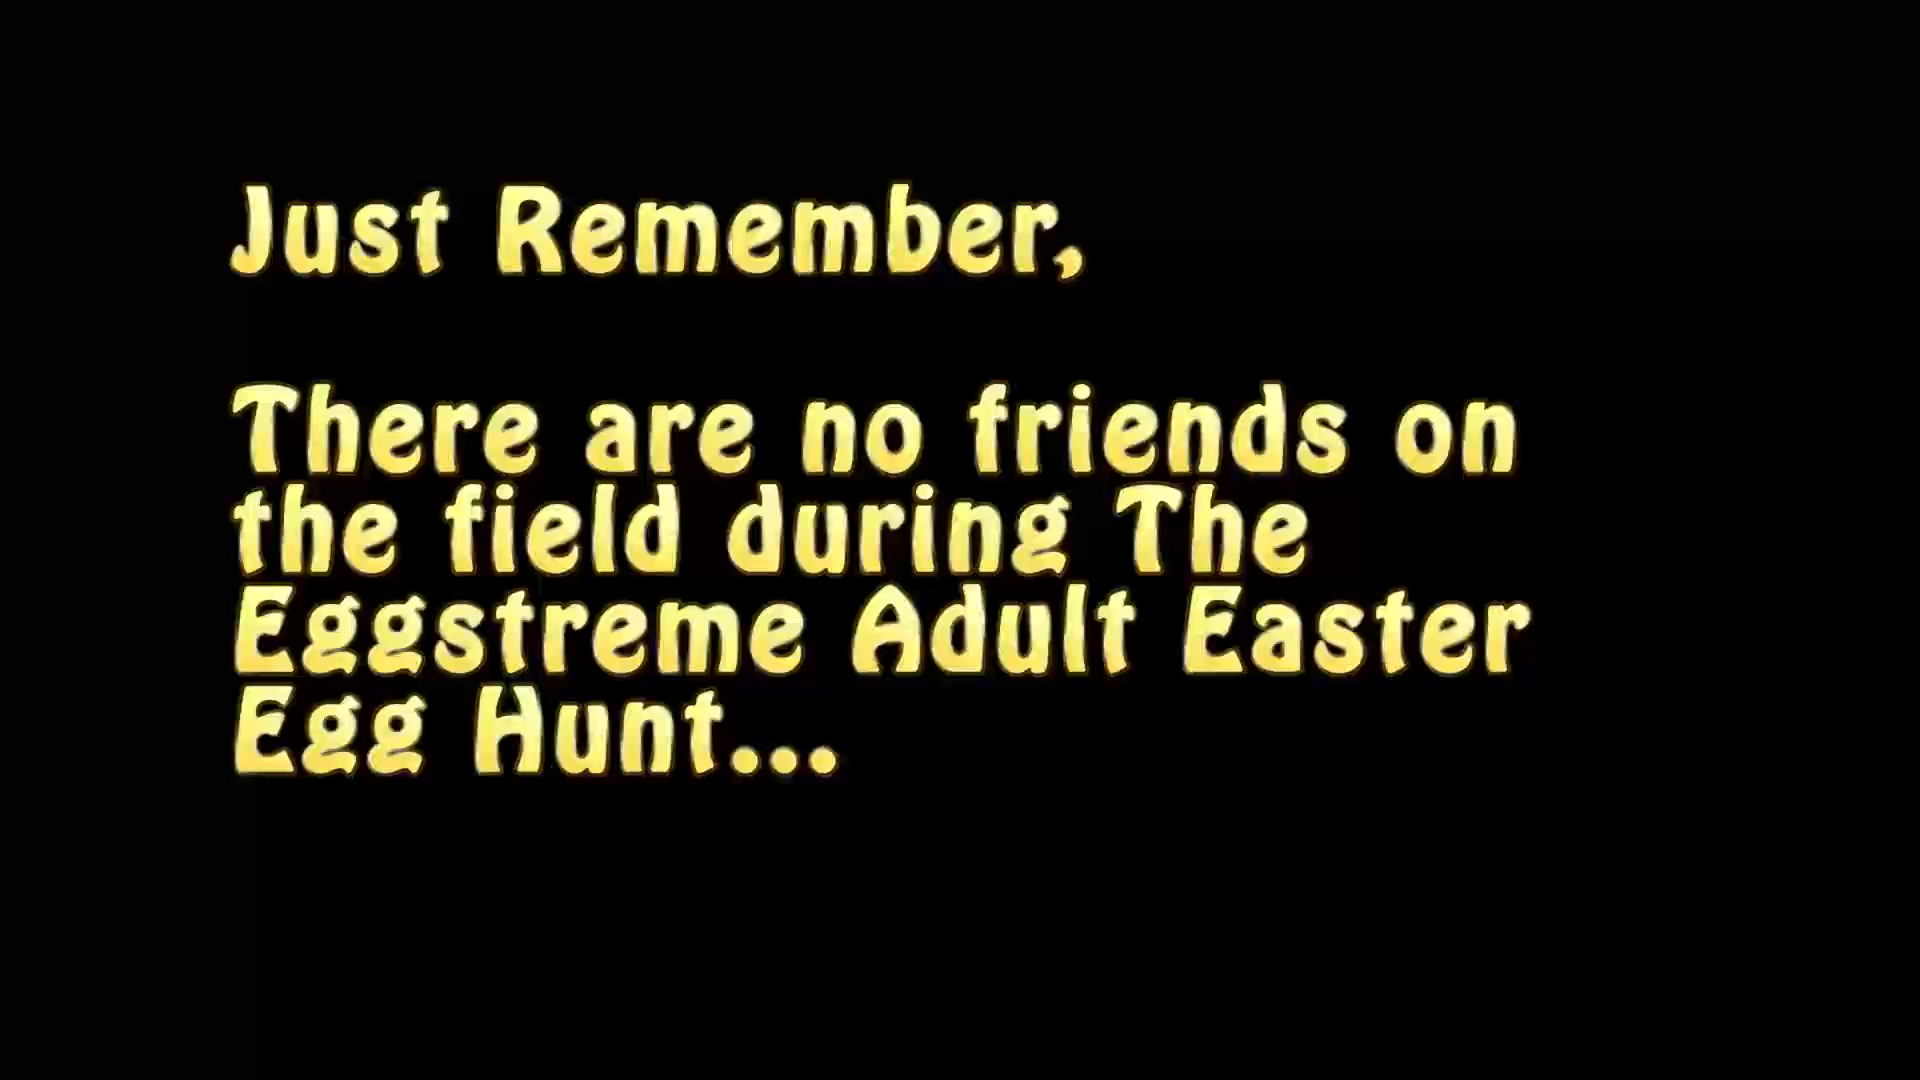 Just Remember,
There are no friends on
the field during The
Eggstreme Adult Easter
Egg Hunt...